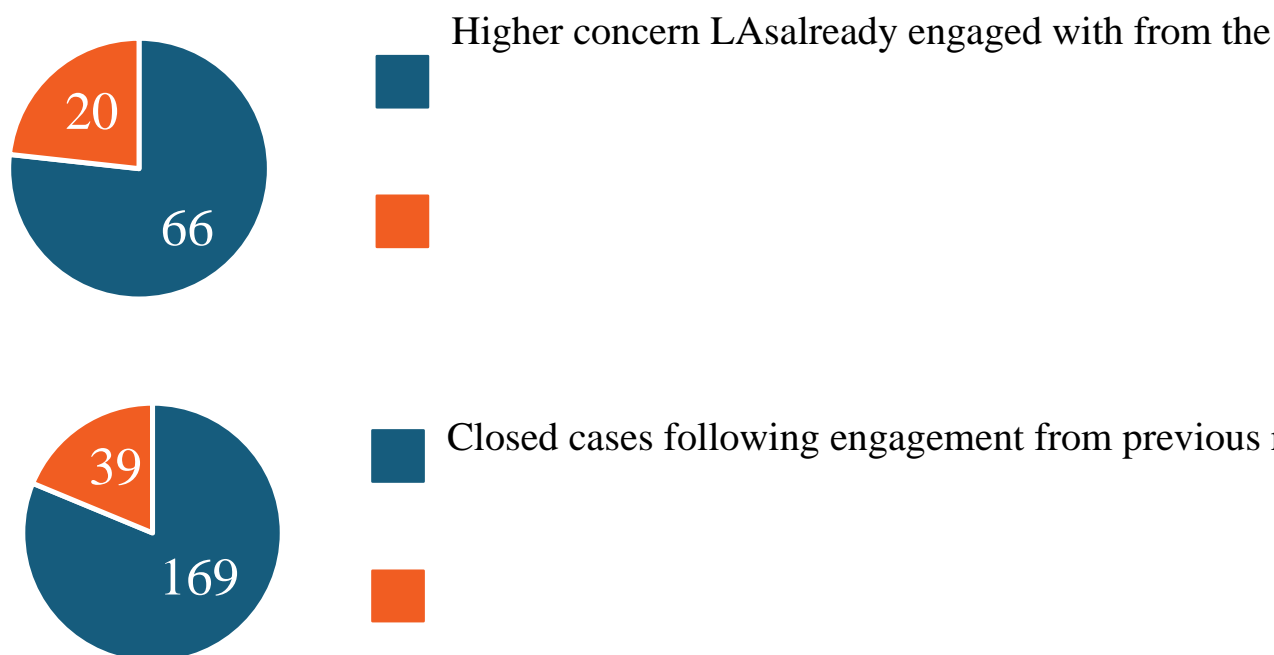 Higher concern LAsalready engaged with from the
20
66
Closed cases following engagement from previous
39
169